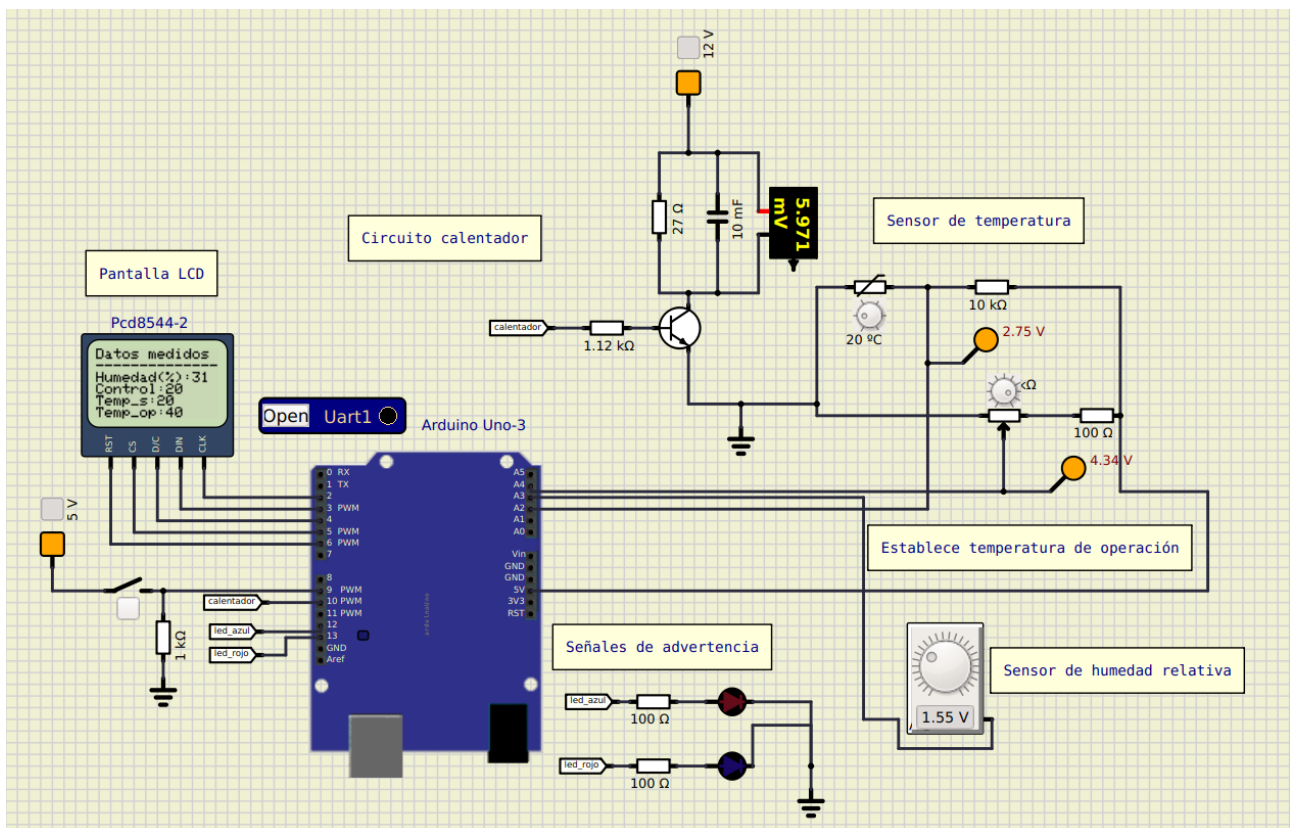 12 V
27 Ω
10 mF
5.971
mV
Sensor de temperatura
Circuito calentador
Pantalla LCD
calentador
1.12 kΩ
20 ºC
10 kΩ
2.75 V
Pcd8544-2
Datos medidos
--------------
Humedad(%):31
Control:20
Temp_s:20
Temp_op:40
RST
CS
D/C
DIN
CLK
Open
Uart1
Arduino Uno-3
kΩ
100 Ω
4.34 V
5 V
0 RX
1 TX
2
3 PWM
4
5 PWM
6 PWM
7
8
9 PWM
10 PWM
11 PWM
12
13
GND
Aref
A5
A4
A3
A2
A1
A0
Vin
GND
GND
5V
3V3
RST
arduinoUno
Establece temperatura de operación
calentador
led_azul
led_rojo
1 kΩ
Señales de advertencia
led_azul
100 Ω
led_rojo
100 Ω
1.55 V
Sensor de humedad relativa